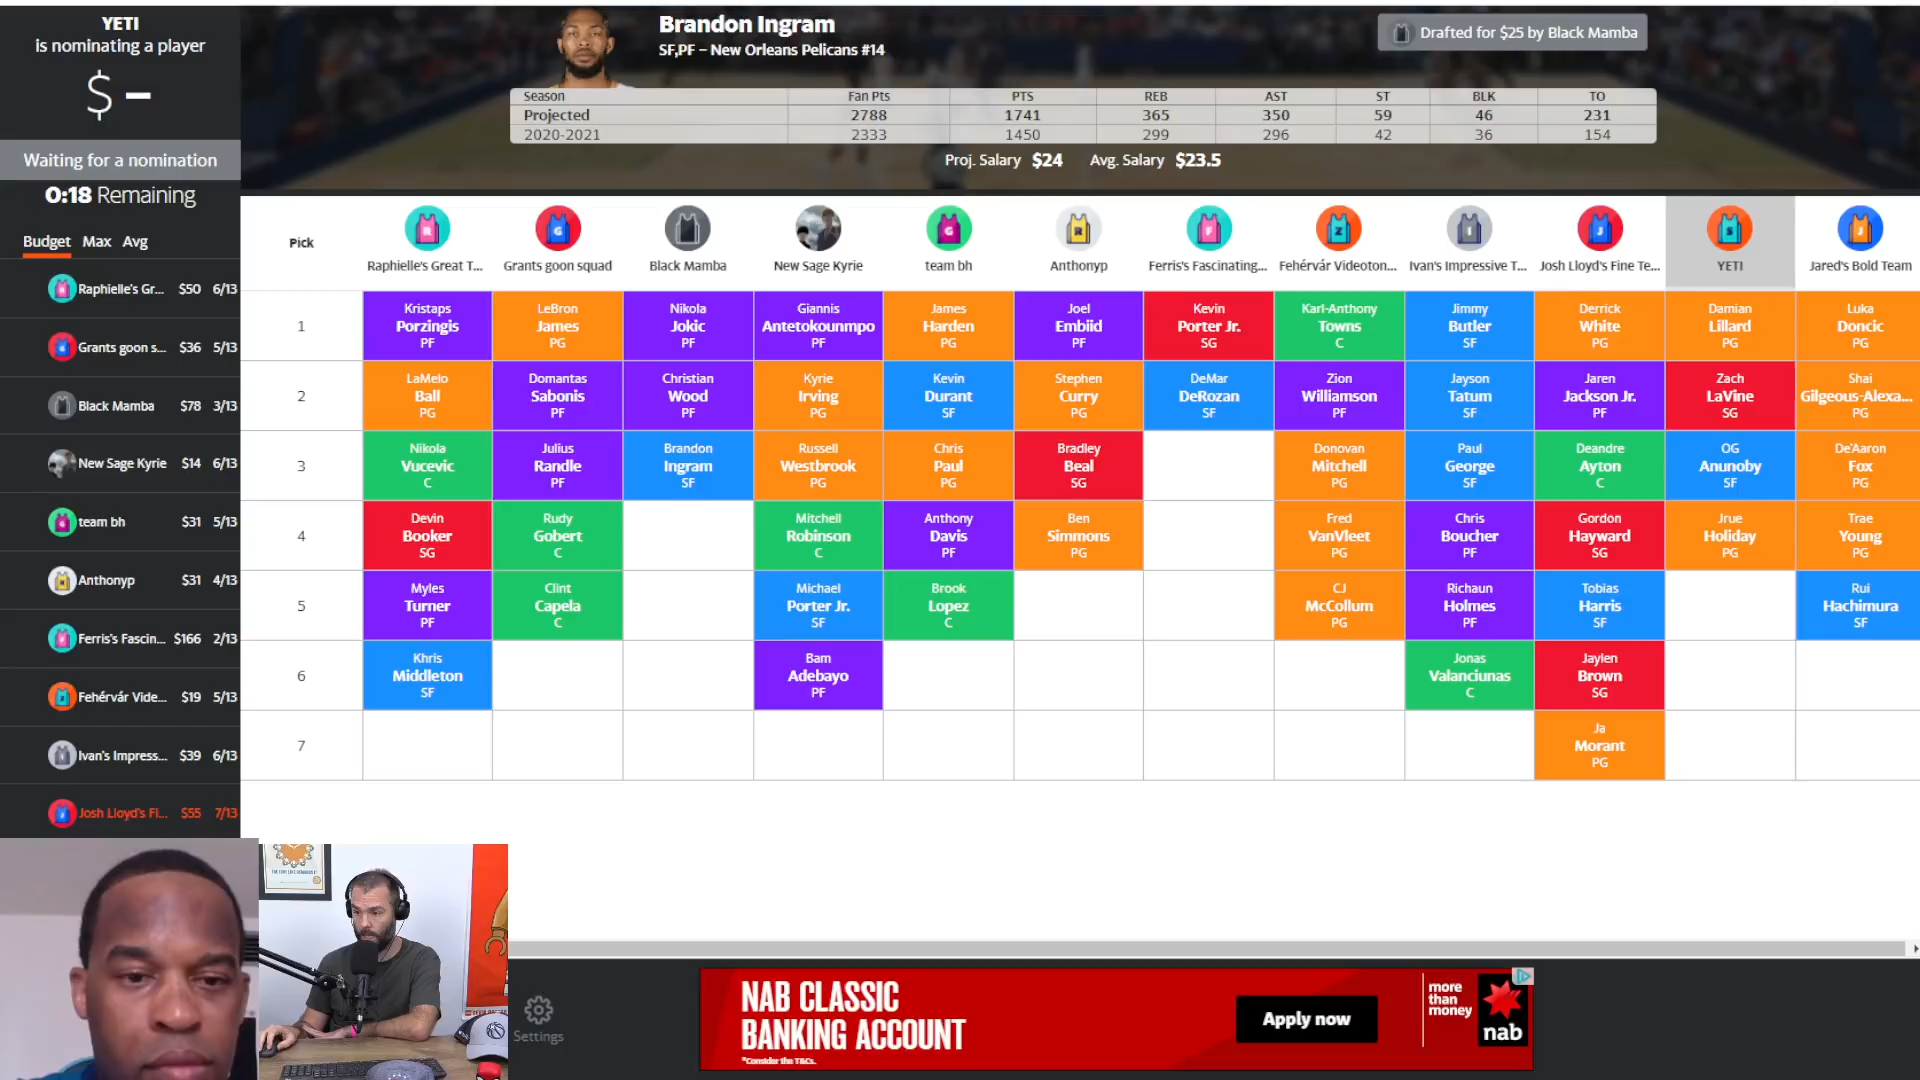 YETI
is nominating a player
$ –
Waiting for a nomination
0:18 Remaining
Budget Max Avg
Raphielle's Gr... $50 6/13
Grants goon s... $36 5/13
Black Mamba $78 3/13
New Sage Kyrie $14 6/13
team bh $31 5/13
Anthonyp $31 4/13
Ferris's Fascin... $166 2/13
Fehérvár Vide... $19 5/13
Ivan's Impress... $39 6/13
Josh Lloyd's Fi... $55 7/13
Brandon Ingram
SF,PF – New Orleans Pelicans #14
Drafted for $25 by Black Mamba
Season Fan Pts PTS REB AST ST BLK TO
Projected 2788 1741 365 350 59 46 231
2020-2021 2333 1450 299 296 42 36 154
Proj. Salary $24 Avg. Salary $23.5
Pick
Raphielle's Great T... Grants goon squad Black Mamba New Sage Kyrie team bh Anthonyp Ferris's Fascinating... Fehérvár Videoton... Ivan's Impressive T... Josh Lloyd's Fine Te... YETI Jared's Bold Team
Kristaps LeBron Nikola Giannis James Joel Kevin Karl-Anthony Jimmy Derrick Damian Luka
1 Porzingis James Jokic Antetokounmpo Harden Embiid Porter Jr. Towns Butler White Lillard Doncic
PF PG PF PF PG PF SG C SF PG PG PG
LaMelo Domantas Christian Kyrie Kevin Stephen DeMar Zion Jayson Jaren Zach Shai
2 Ball Sabonis Wood Irving Durant Curry DeRozan Williamson Tatum Jackson Jr. LaVine Gilgeous-Alexa...
PG PF PF PG SF PG SF PF SF PF SG PG
Nikola Julius Brandon Russell Chris Bradley Donovan Paul Deandre OG De'Aaron
3 Vucevic Randle Ingram Westbrook Paul Beal Mitchell George Ayton Anunoby Fox
C PF SF PG PG SG PG SF C SF PG
Devin Rudy Mitchell Anthony Ben Fred Chris Gordon Jrue Trae
4 Booker Gobert Robinson Davis Simmons VanVleet Boucher Hayward Holiday Young
SG C C PF PG PG PF SG PG PG
Myles Clint Michael Brook CJ Richaun Tobias Rui
5 Turner Capela Porter Jr. Lopez McCollum Holmes Harris Hachimura
PF C SF C PG PF SF SF
Khris Bam Jonas Jaylen
6 Middleton Adebayo Valanciunas Brown
SF PF C SG
Ja
7 Morant
PG
Settings
NAB CLASSIC
BANKING ACCOUNT
*Consider the T&Cs.
Apply now
more
than
money
nab